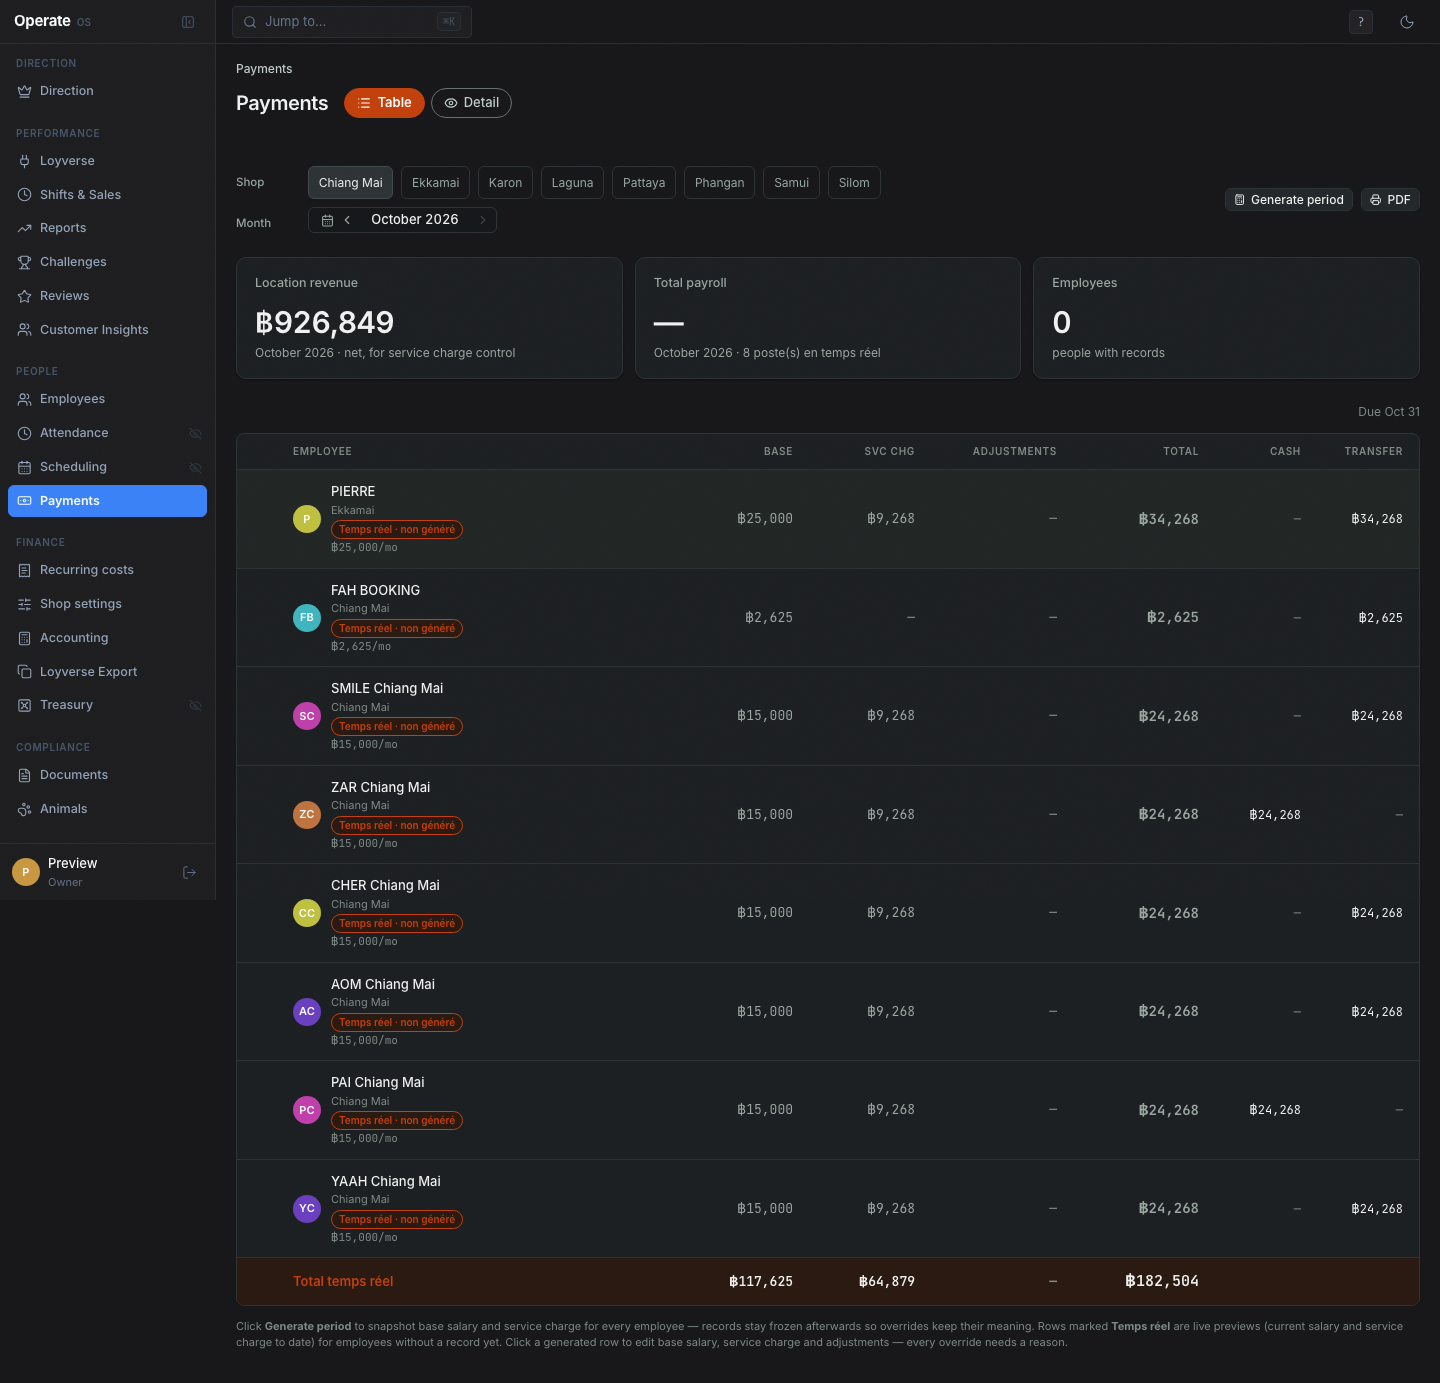 Operate OS
Jump to...
⌘K
?
DIRECTION
Direction
PERFORMANCE
Loyverse
Shifts & Sales
Reports
Challenges
Reviews
Customer Insights
PEOPLE
Employees
Attendance
Scheduling
Payments
FINANCE
Recurring costs
Shop settings
Accounting
Loyverse Export
Treasury
COMPLIANCE
Documents
Animals
P
Preview
Owner
Payments
Payments Table Detail
Shop Chiang Mai Ekkamai Karon Laguna Pattaya Phangan Samui Silom
Month October 2026
Generate period PDF
Location revenue
฿926,849
October 2026 · net, for service charge control
Total payroll
—
October 2026 · 8 poste(s) en temps réel
Employees
0
people with records
Due Oct 31
EMPLOYEE BASE SVC CHG ADJUSTMENTS TOTAL CASH TRANSFER
PIERRE
Ekkamai
P Temps réel · non généré ฿25,000 ฿9,268 — ฿34,268 — ฿34,268
฿25,000/mo
FAH BOOKING
Chiang Mai
FB Temps réel · non généré ฿2,625 — — ฿2,625 — ฿2,625
฿2,625/mo
SMILE Chiang Mai
Chiang Mai
SC Temps réel · non généré ฿15,000 ฿9,268 — ฿24,268 — ฿24,268
฿15,000/mo
ZAR Chiang Mai
Chiang Mai
ZC Temps réel · non généré ฿15,000 ฿9,268 — ฿24,268 ฿24,268 —
฿15,000/mo
CHER Chiang Mai
Chiang Mai
CC Temps réel · non généré ฿15,000 ฿9,268 — ฿24,268 — ฿24,268
฿15,000/mo
AOM Chiang Mai
Chiang Mai
AC Temps réel · non généré ฿15,000 ฿9,268 — ฿24,268 — ฿24,268
฿15,000/mo
PAI Chiang Mai
Chiang Mai
PC Temps réel · non généré ฿15,000 ฿9,268 — ฿24,268 ฿24,268 —
฿15,000/mo
YAAH Chiang Mai
Chiang Mai
YC Temps réel · non généré ฿15,000 ฿9,268 — ฿24,268 — ฿24,268
฿15,000/mo
Total temps réel ฿117,625 ฿64,879 — ฿182,504
Click Generate period to snapshot base salary and service charge for every employee — records stay frozen afterwards so overrides keep their meaning. Rows marked Temps réel are live previews (current salary and service
charge to date) for employees without a record yet. Click a generated row to edit base salary, service charge and adjustments — every override needs a reason.